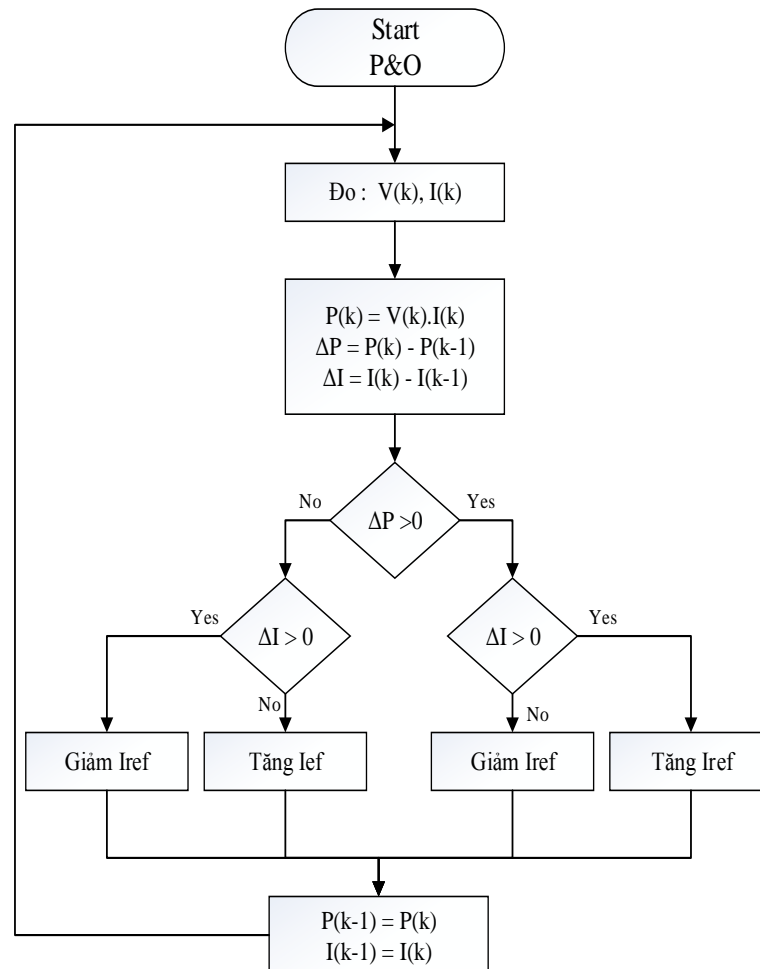 Start
P&O
Đo : V(k), I(k)
P(k) = V(k).I(k)
ΔP = P(k) - P(k-1)
ΔI = I(k) - I(k-1)
No
ΔP >0
Yes
Yes
ΔI > 0
No
ΔI > 0
Yes
No
Giảm Iref
Tăng Ief
Giảm Iref
Tăng Iref
P(k-1) = P(k)
I(k-1) = I(k)